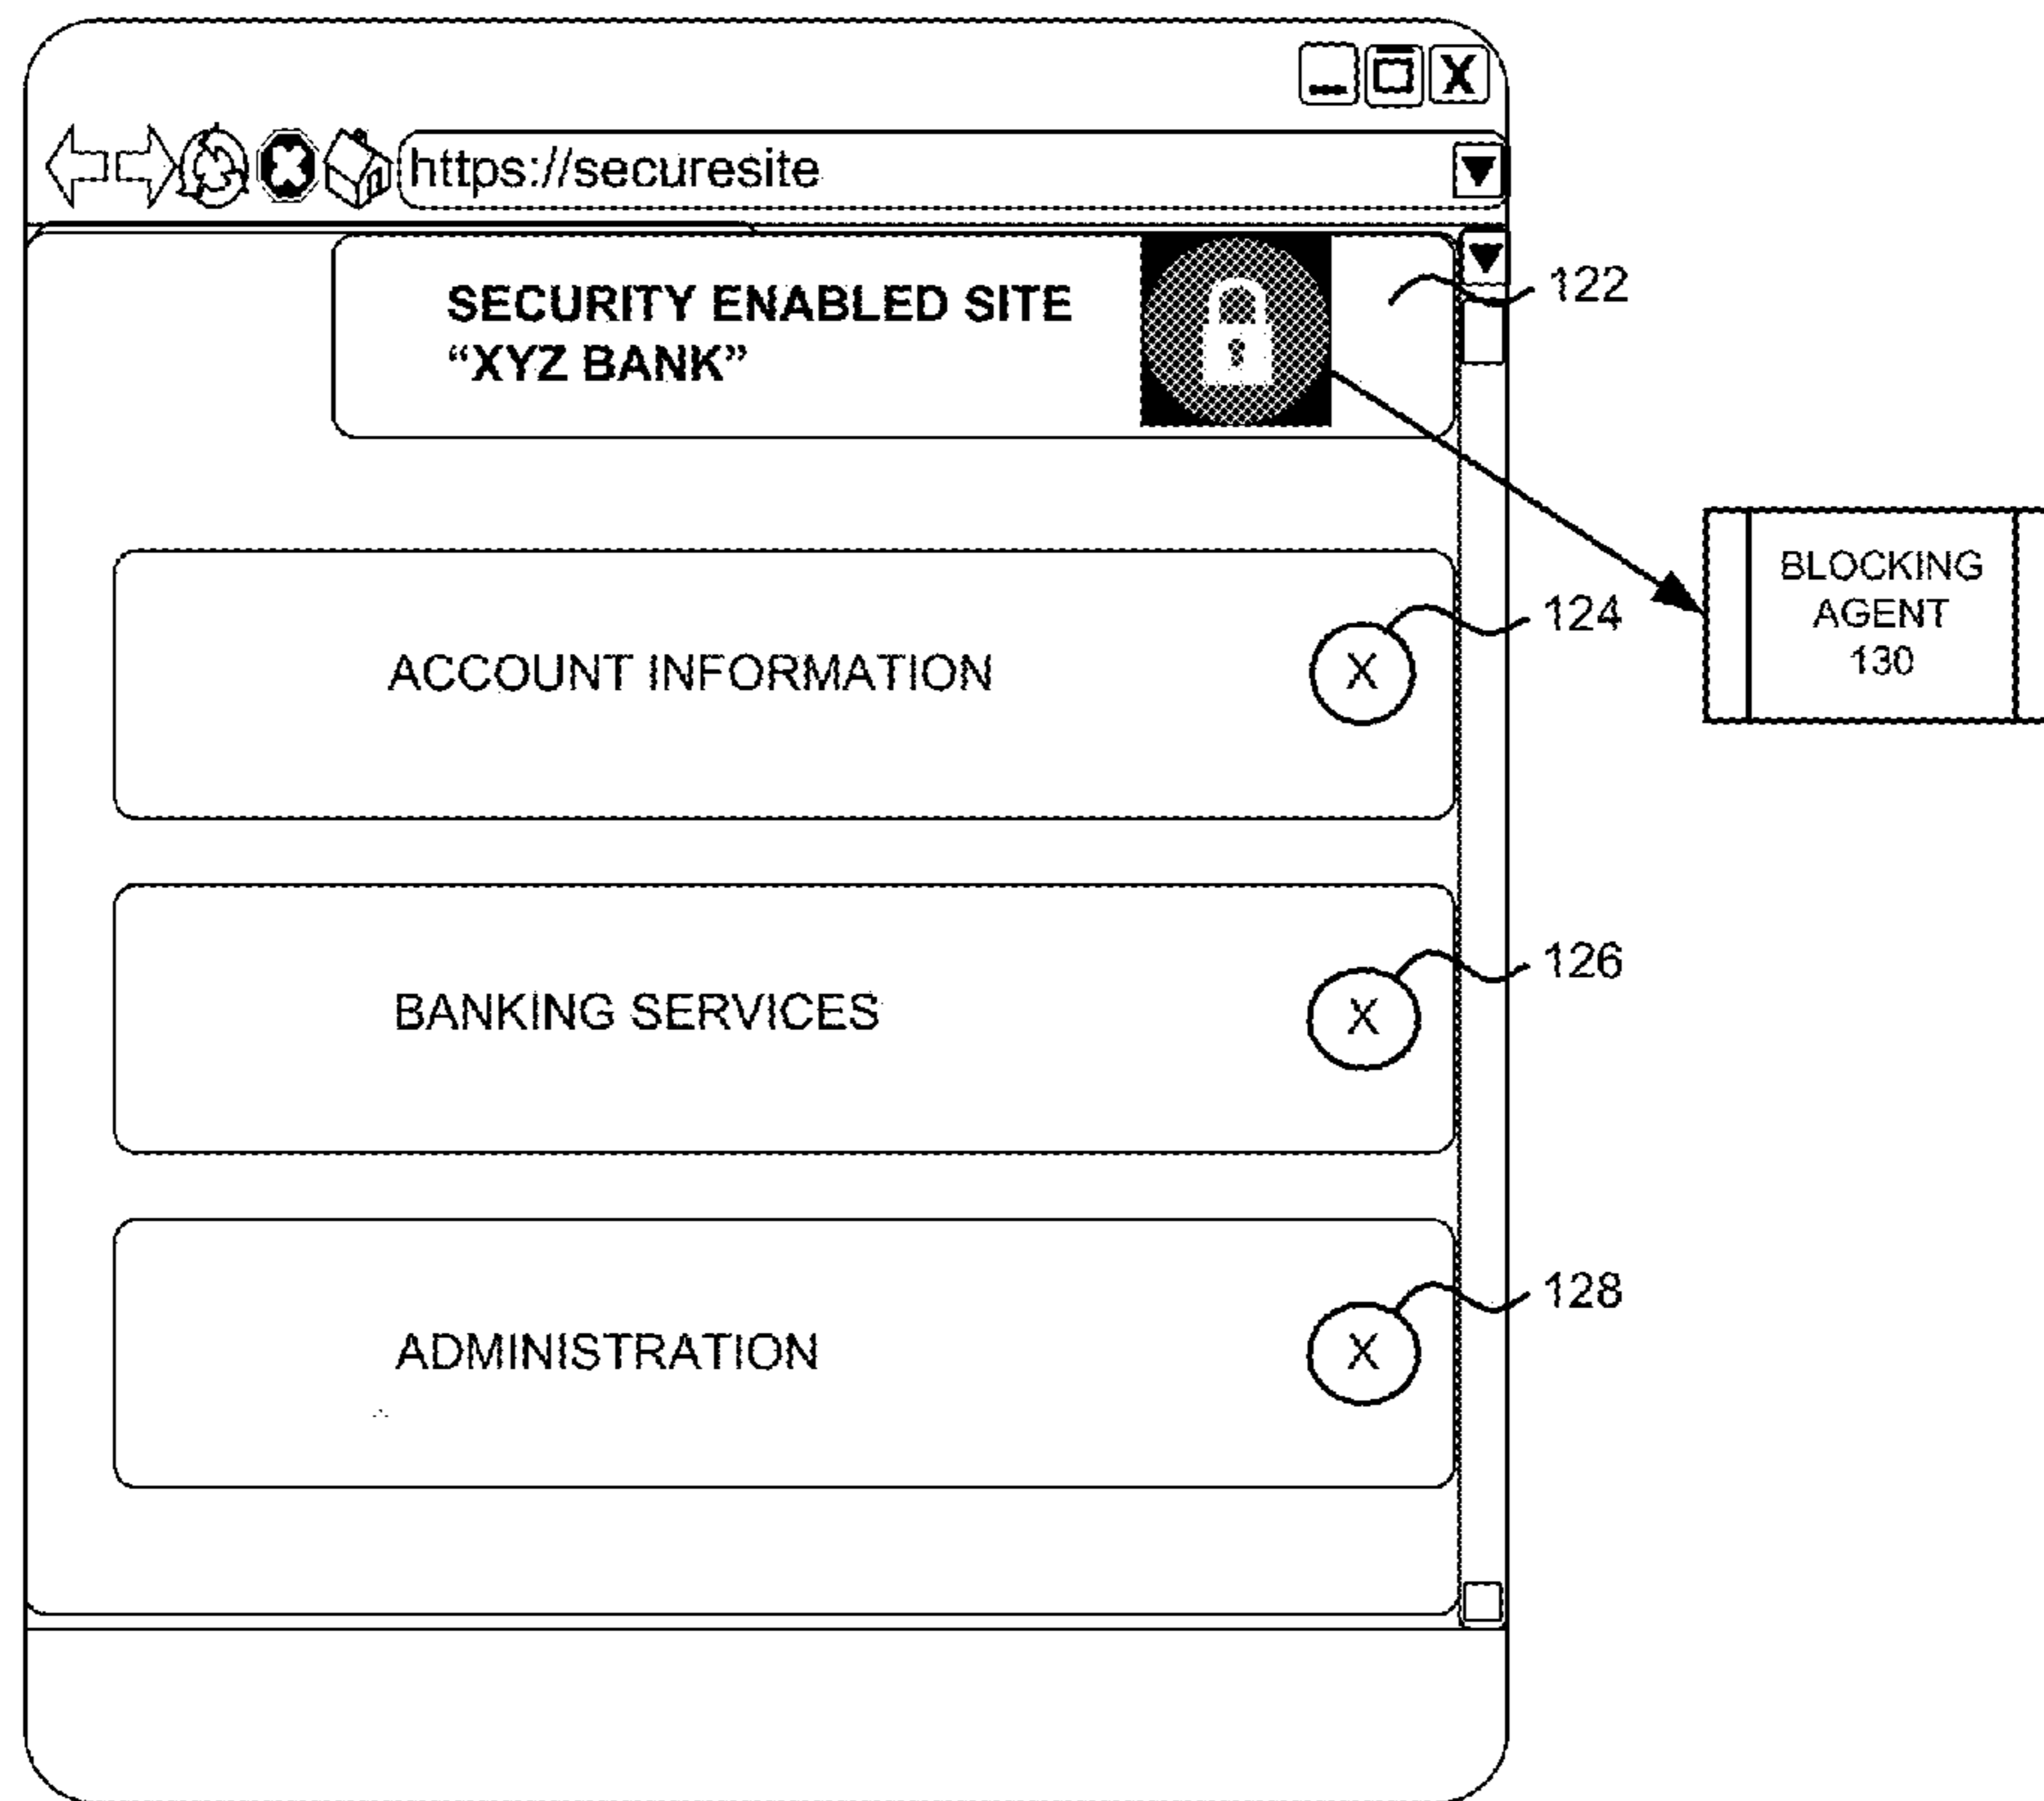 X
https://securesite
SECURITY ENABLED SITE
“XYZ BANK”
122
BLOCKING
AGENT
130
124
ACCOUNT INFORMATION
X
126
BANKING SERVICES
X
128
ADMINISTRATION
X